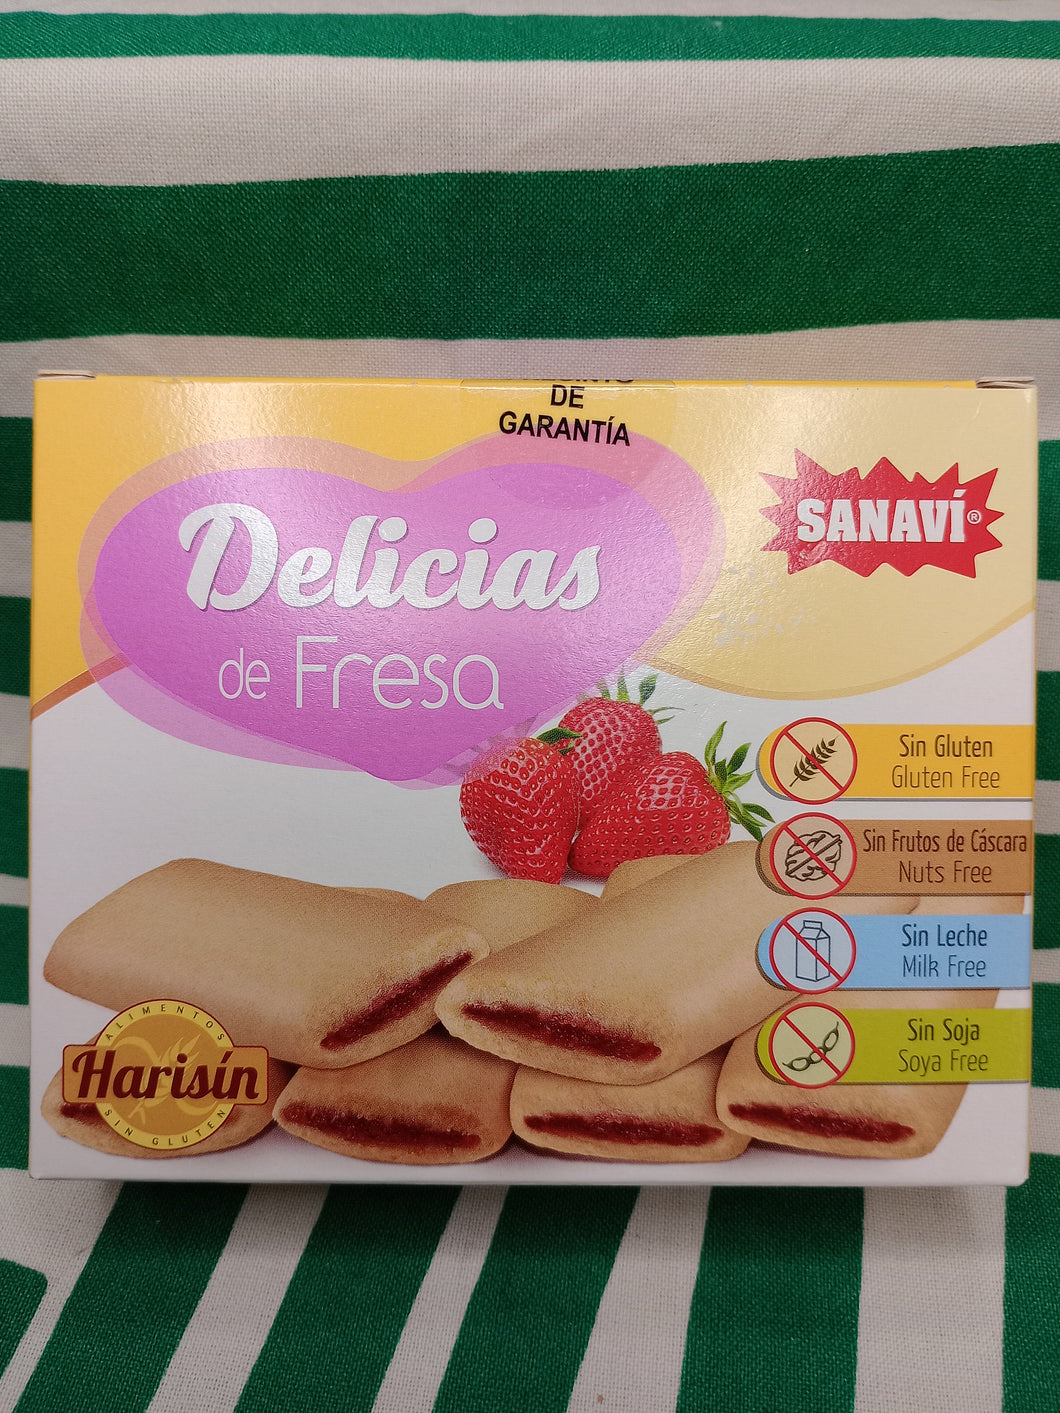 DE
GARANTÍA
Delicias
de Fresa
SANAVÍ®
Sin Gluten
Gluten Free
Sin Frutos de Cáscara
Nuts Free
Sin Leche
Milk Free
Sin Soja
Soya Free
ALIMENTOS
Harisín
SIN GLUTEN